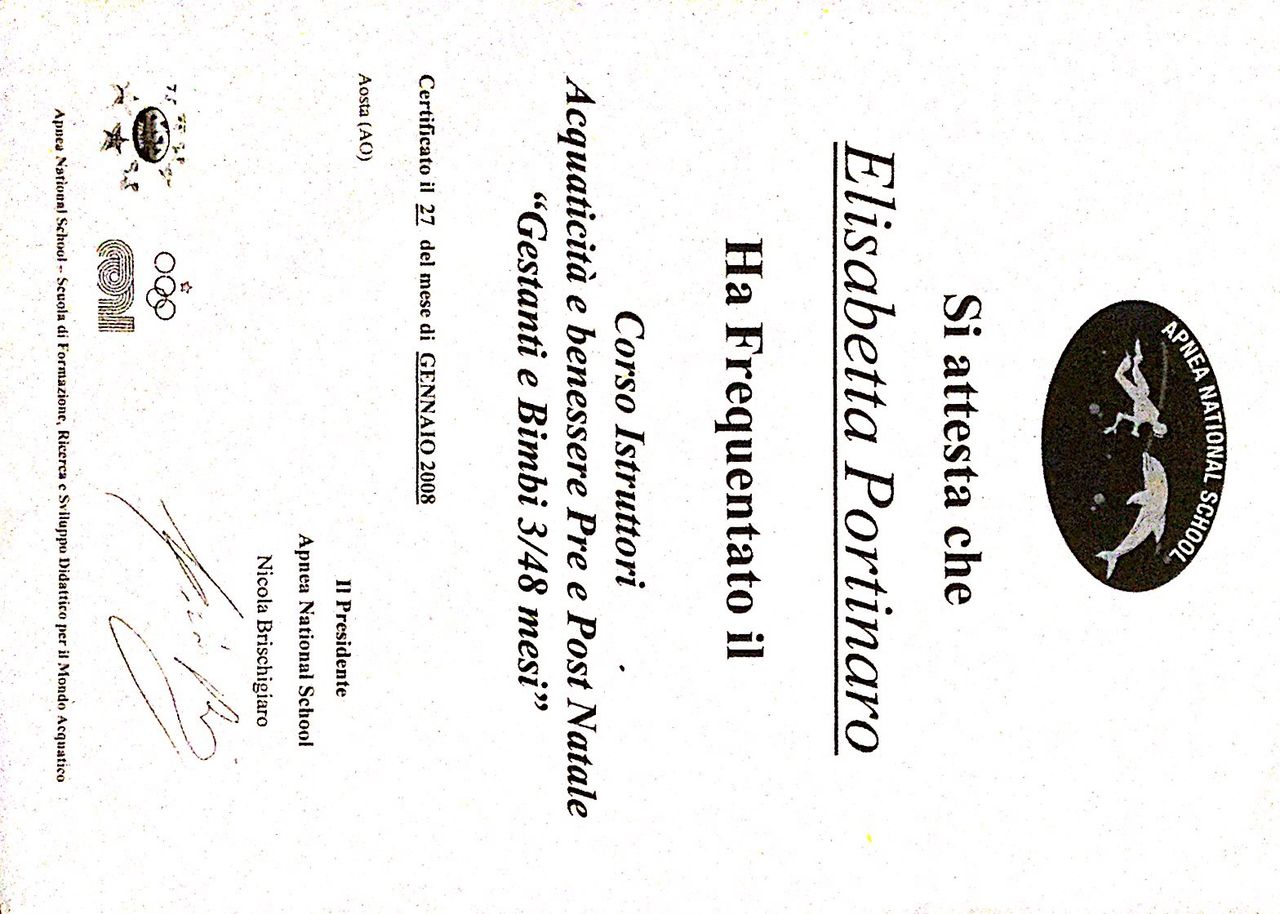 APNEA NATIONAL SCHOOL
Si attesta che
Elisabetta Portinaro
Ha Frequentato il
Corso Istruttori
Acquaticità e benessere Pre e Post Natale
“Gestanti e Bimbi 3/48 mesi”
Certificato il 27 del mese di GENNAIO 2008
Aosta (AO)
Il Presidente
Apnea National School
Nicola Brischigiaro
CONI
Apnea National School – Scuola di Formazione, Ricerca e Sviluppo Didattico per il Mondo Acquatico